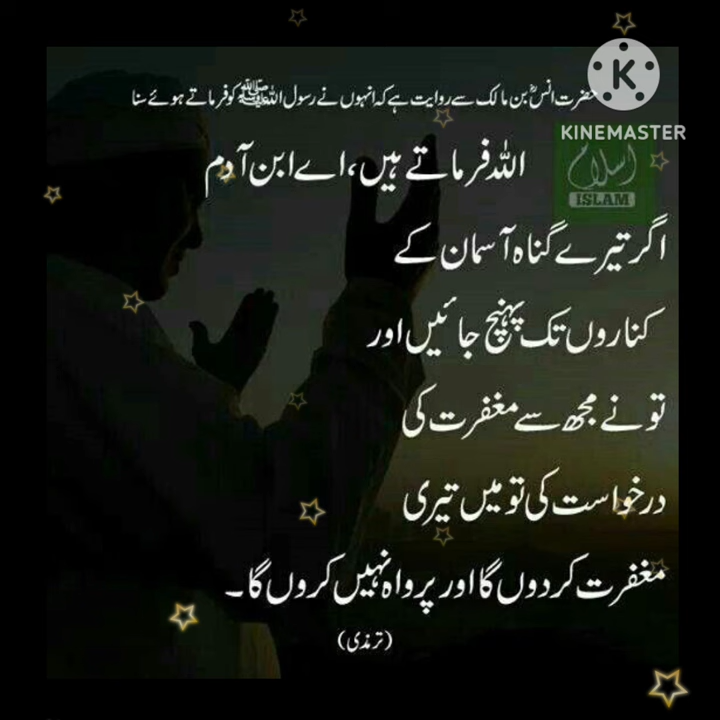 حضرت انسؓ بن مالک سے روایت ہے کہ انہوں نے رسول اللہ ﷺ کو فرماتے ہوئے سنا
KINEMASTER
اللہ فرماتے ہیں، اے ابن آدم
اسلام
ISLAM
اگر تیرے گناہ آسمان کے
کناروں تک پہنچ جائیں اور
تو نے مجھ سے مغفرت کی
درخواست کی تو میں تیری
مغفرت کر دوں گا اور پرواہ نہیں کروں گا۔
(ترمذی)